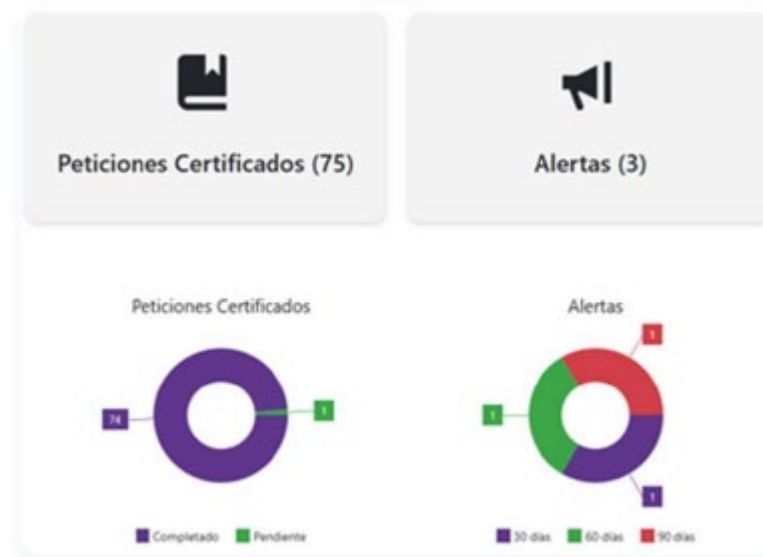 Peticiones Certificados (75)
Alertas (3)
Peticiones Certificados
74
1
Completado
Pendiente
Alertas
1
1
1
30 días
60 días
90 días